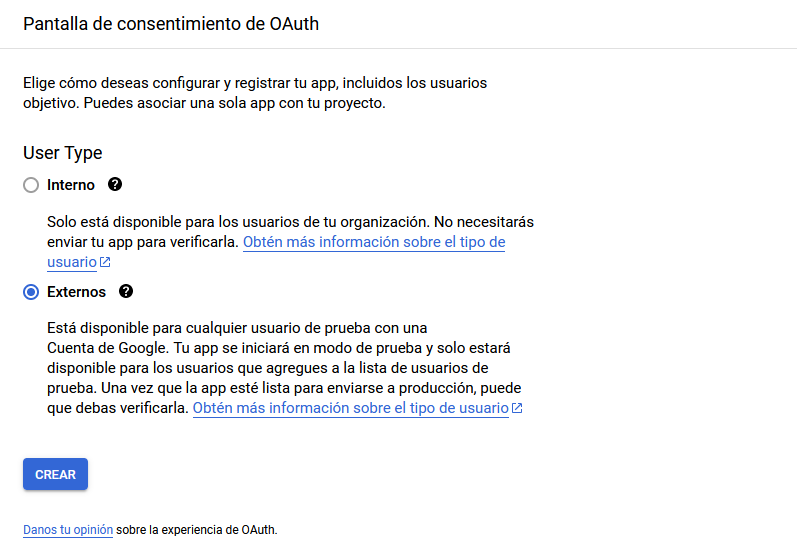 Pantalla de consentimiento de OAuth
Elige cómo deseas configurar y registrar tu app, incluidos los usuarios
objetivo. Puedes asociar una sola app con tu proyecto.
User Type
Interno ?
Solo está disponible para los usuarios de tu organización. No necesitarás
enviar tu app para verificarla. Obtén más información sobre el tipo de
usuario
Externos ?
Está disponible para cualquier usuario de prueba con una
Cuenta de Google. Tu app se iniciará en modo de prueba y solo estará
disponible para los usuarios que agregues a la lista de usuarios de
prueba. Una vez que la app esté lista para enviarse a producción, puede
que debas verificarla. Obtén más información sobre el tipo de usuario
CREAR
Danos tu opinión sobre la experiencia de OAuth.